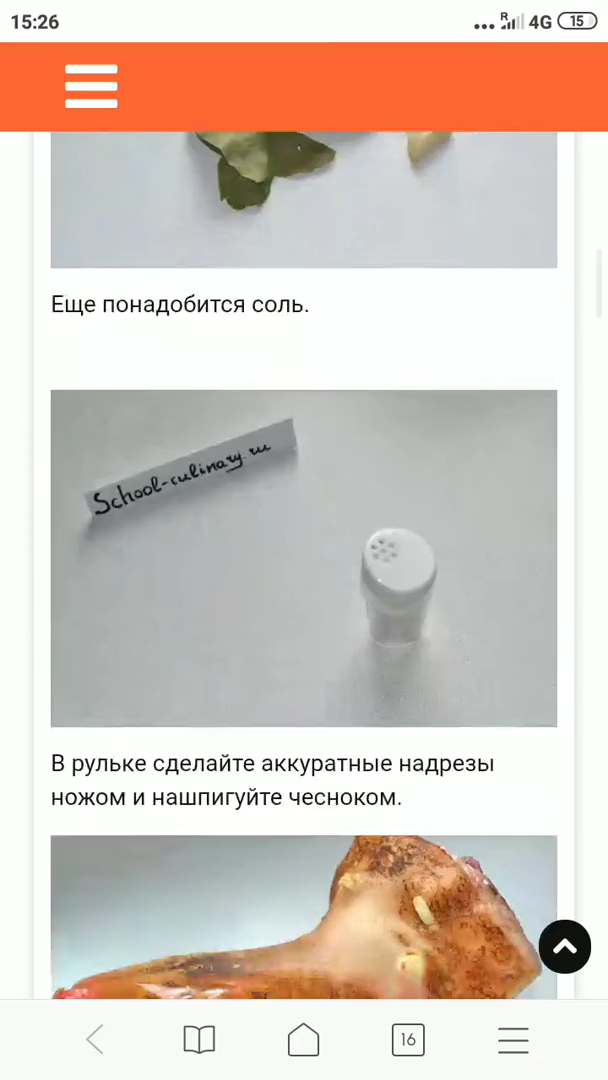 15:26
R 4G 15
Еще понадобится соль.
School-culinary.ru
В рульке сделайте аккуратные надрезы
ножом и нашпигуйте чесноком.
16